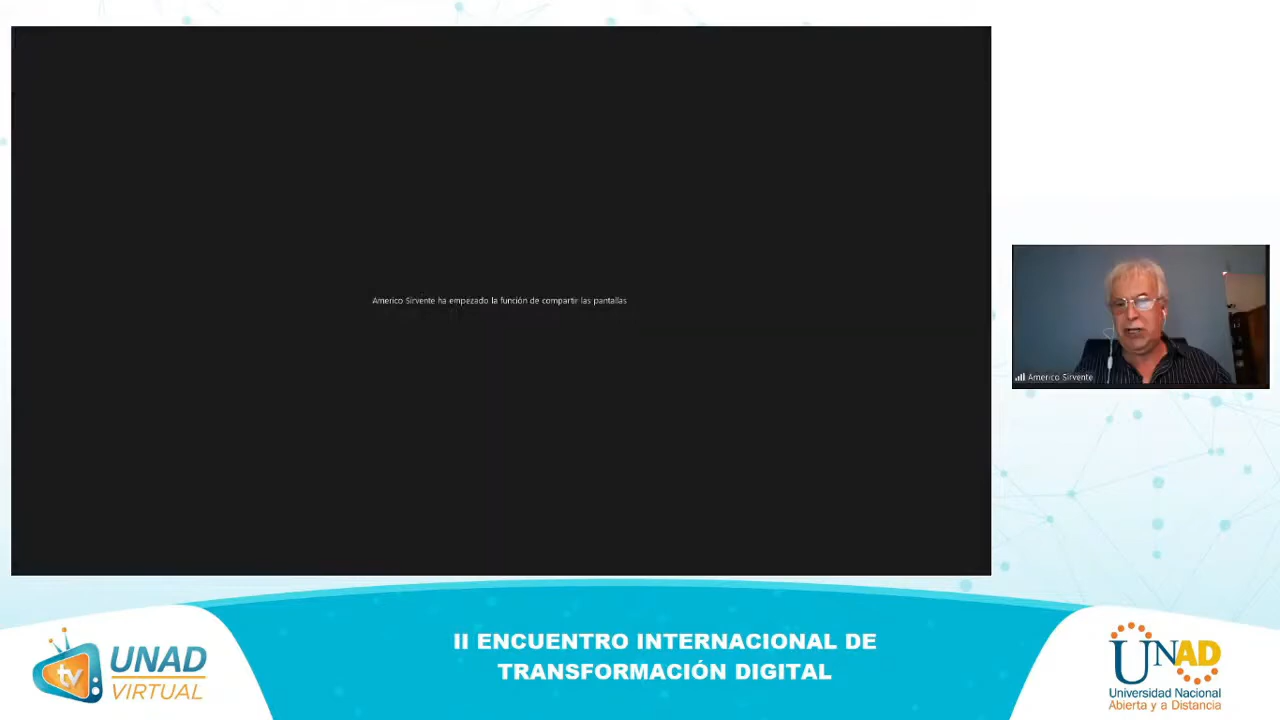 Americo Sirvente ha empezado la función de compartir las pantallas
Americo Sirvente
tv
UNAD
VIRTUAL
II ENCUENTRO INTERNACIONAL DE
TRANSFORMACIÓN DIGITAL
UNAD
Universidad Nacional
Abierta y a Distancia